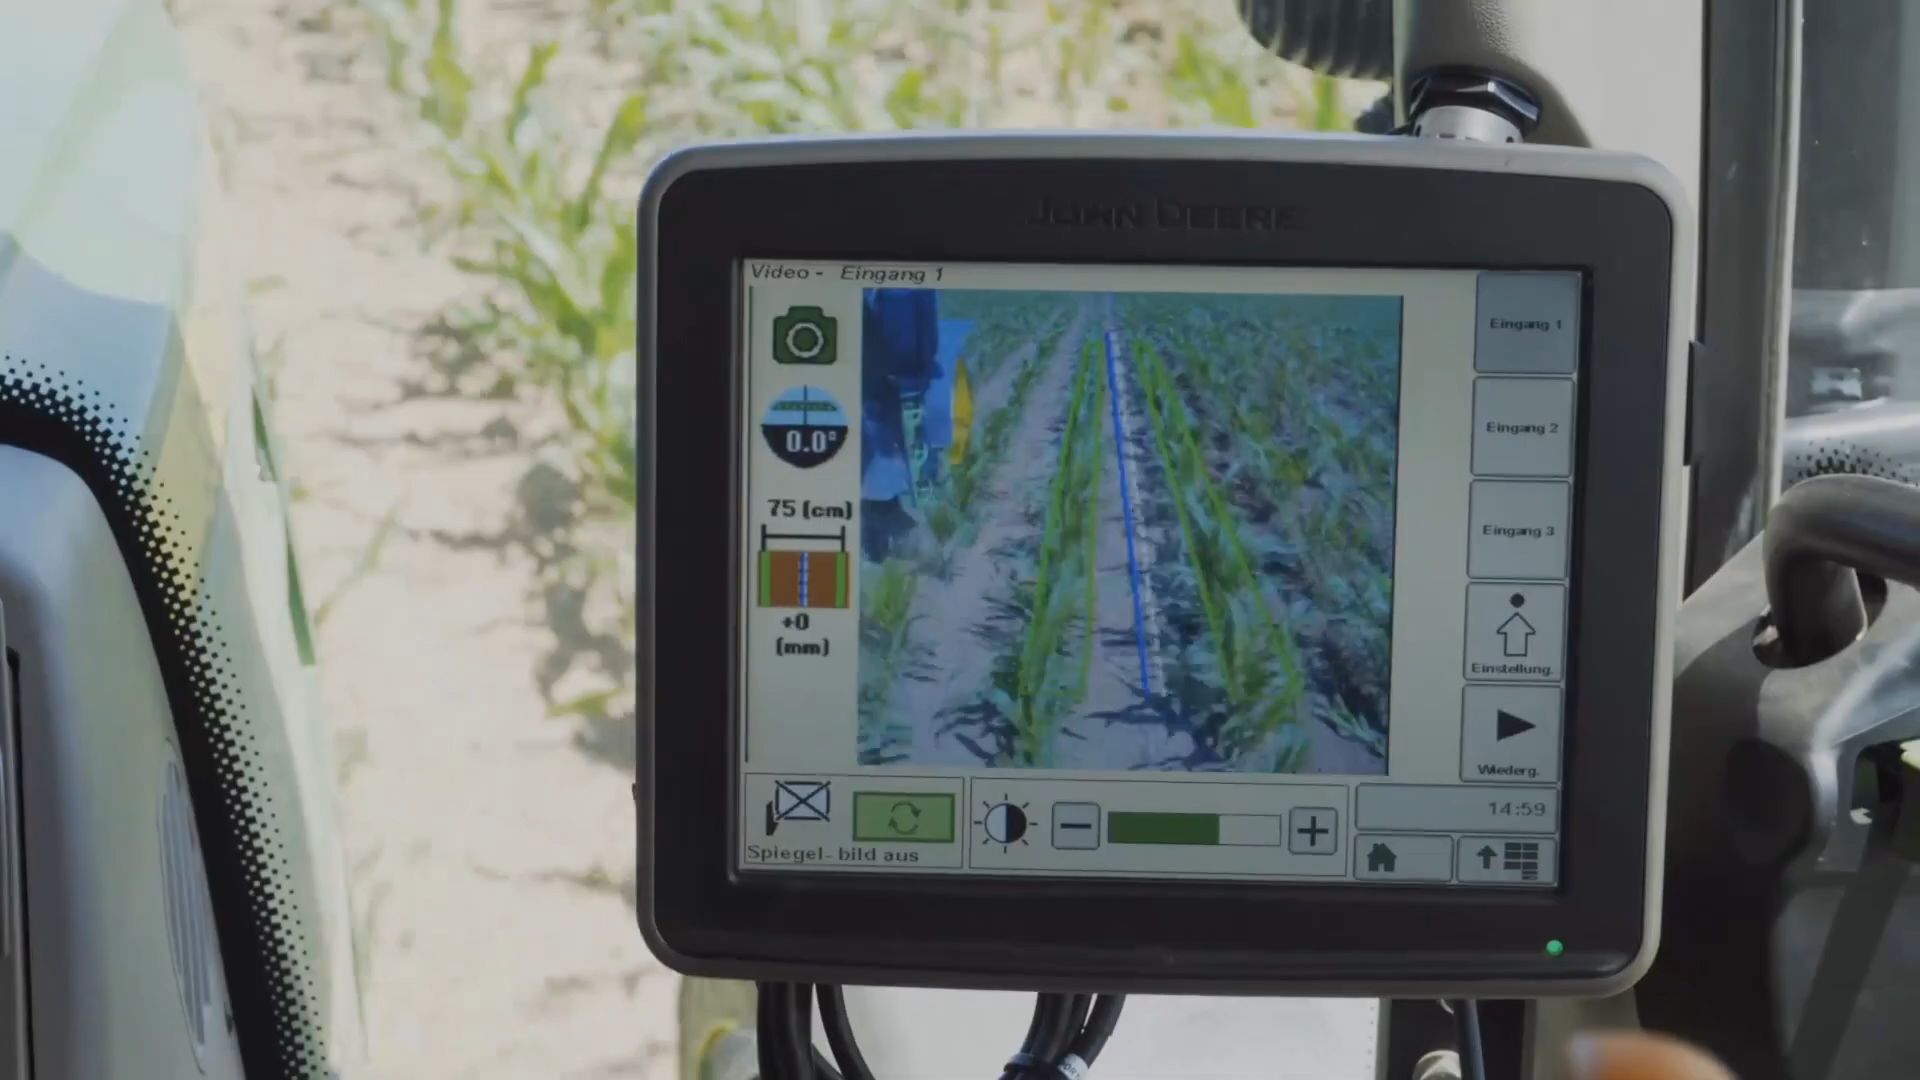 JOHN DEERE
Video - Eingang 1
Eingang 1
0.0°
Eingang 2
75 (cm)
Eingang 3
+0
(mm)
Einstellung.
Wiederg.
14:59
Spiegel- bild aus